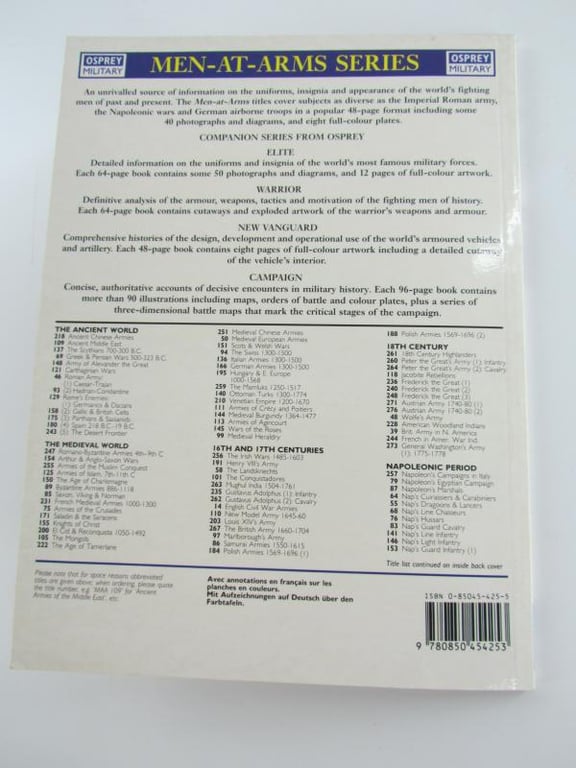 OSPREY
MILITARY
MEN-AT-ARMS SERIES
OSPREY
MILITARY
An unrivalled source of information on the uniforms, insignia and appearance of the world's fighting
men of past and present. The Men-at-Arms titles cover subjects as diverse as the Imperial Roman army,
the Napoleonic wars and German airborne troops in a popular 48-page format including some
40 photographs and diagrams, and eight full-colour plates.
COMPANION SERIES FROM OSPREY
ELITE
Detailed information on the uniforms and insignia of the world's most famous military forces.
Each 64-page book contains some 50 photographs and diagrams, and 12 pages of full-colour artwork.
WARRIOR
Definitive analysis of the armour, weapons, tactics and motivation of the fighting men of history.
Each 64-page book contains cutaways and exploded artwork of the warrior's weapons and armour.
NEW VANGUARD
Comprehensive histories of the design, development and operational use of the world's armoured vehicles
and artillery. Each 48-page book contains eight pages of full-colour artwork including a detailed cutaway
of the vehicle's interior.
CAMPAIGN
Concise, authoritative accounts of decisive encounters in military history. Each 96-page book contains
more than 90 illustrations including maps, orders of battle and colour plates, plus a series of
three-dimensional battle maps that mark the critical stages of the campaign.
THE ANCIENT WORLD
218 Ancient Chinese Armies
109 Ancient Middle East
137 The Scythians 700-300 B.C.
69 Greek & Persian Wars 500-323 B.C.
148 Army of Alexander the Great
121 Carthaginian Wars
46 Roman Army:
(1) Caesar-Trajan
93 (2) Hadrian-Constantine
129 Rome's Enemies:
(1) Germanics & Dacians
158 (2) Gallic & British Celts
175 (3) Parthians & Sassanids
180 (4) Spain 218 B.C.-19 B.C.
243 (5) The Desert Frontier
THE MEDIEVAL WORLD
247 Romano-Byzantine Armies 4th-9th C
154 Arthur & Anglo-Saxon Wars
255 Armies of the Muslim Conquest
125 Armies of Islam, 7th-11th C
150 The Age of Charlemagne
89 Byzantine Armies 886-1118
85 Saxon, Viking & Norman
231 French Medieval Armies 1000-1300
75 Armies of the Crusades
171 Saladin & the Saracens
155 Knights of Christ
200 El Cid & Reconquista 1050-1492
105 The Mongols
222 The Age of Tamerlane
251 Medieval Chinese Armies
50 Medieval European Armies
151 Scots & Welsh Wars
94 The Swiss 1300-1500
136 Italian Armies 1300-1500
166 German Armies 1300-1500
195 Hungary & E. Europe
1000-1568
259 The Mamluks 1250-1517
140 Ottoman Turks 1300-1774
210 Venetian Empire 1200-1670
111 Armies of Crécy and Poitiers
144 Medieval Burgundy 1364-1477
113 Armies of Agincourt
145 Wars of the Roses
99 Medieval Heraldry
16TH AND 17TH CENTURIES
256 The Irish Wars 1485-1603
191 Henry VIII's Army
58 The Landsknechts
101 The Conquistadores
263 Mughul India 1504-1761
235 Gustavus Adolphus (1): Infantry
262 Gustavus Adolphus (2): Cavalry
14 English Civil War Armies
110 New Model Army 1645-60
203 Louis XIV's Army
267 The British Army 1660-1704
97 Marlborough's Army
86 Samurai Armies 1550-1615
184 Polish Armies 1569-1696 (1)
188 Polish Armies 1569-1696 (2)
18TH CENTURY
261 18th Century Highlanders
260 Peter the Great's Army (1): Infantry
264 Peter the Great's Army (2): Cavalry
118 Jacobite Rebellions
236 Frederick the Great (1)
240 Frederick the Great (2)
248 Frederick the Great (3)
271 Austrian Army 1740-80 (1)
276 Austrian Army 1740-80 (2)
48 Wolfe's Army
228 American Woodland Indians
39 Brit. Army in N. America
244 French in Amer. War Ind.
273 General Washington's Army
(1): 1775-1778
NAPOLEONIC PERIOD
257 Napoleon's Campaigns in Italy
79 Napoleon's Egyptian Campaign
87 Napoleon's Marshals
64 Nap's Cuirassiers & Carabiniers
55 Nap's Dragoons & Lancers
68 Nap's Line Chasseurs
76 Nap's Hussars
83 Nap's Guard Cavalry
141 Nap's Line Infantry
146 Nap's Light Infantry
153 Nap's Guard Infantry (1)
Title list continued on inside back cover
Please note that for space reasons abbreviated
titles are given above; when ordering, please quote
the title number, e.g. 'MAA 109' for 'Ancient
Armies of the Middle East', etc.
Avec annotations en français sur les
planches en couleurs.
Mit Aufzeichnungen auf Deutsch über den
Farbtafeln.
ISBN 0-85045-425-5
9 780850 454253